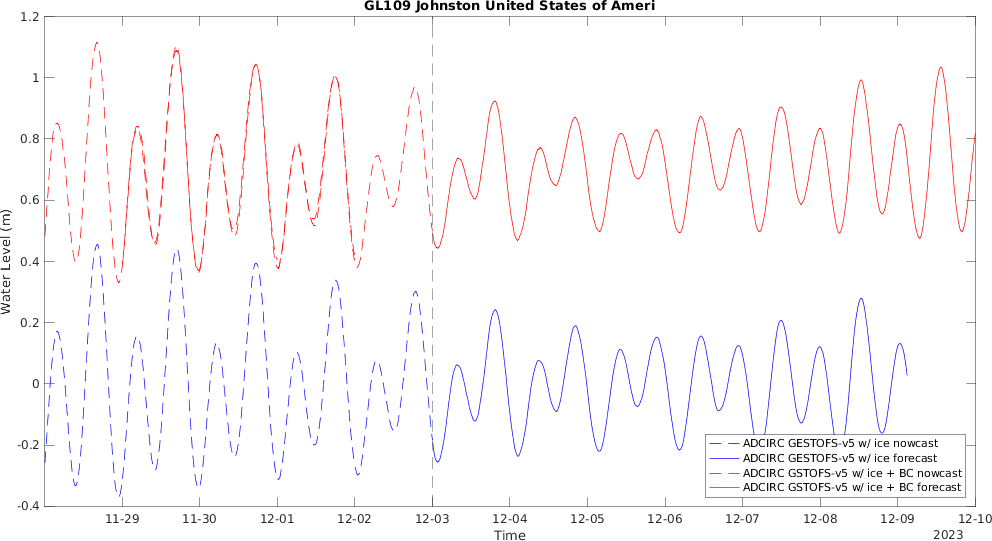 GL109 Johnston United States of Ameri
Water Level (m)
1.2
1
0.8
0.6
0.4
0.2
0
-0.2
-0.4
ADCIRC GESTOFS-v5 w/ ice nowcast
ADCIRC GESTOFS-v5 w/ ice forecast
ADCIRC GSTOFS-v5 w/ ice + BC nowcast
ADCIRC GSTOFS-v5 w/ ice + BC forecast
11-29 11-30 12-01 12-02 12-03 12-04 12-05 12-06 12-07 12-08 12-09 12-10
Time
2023